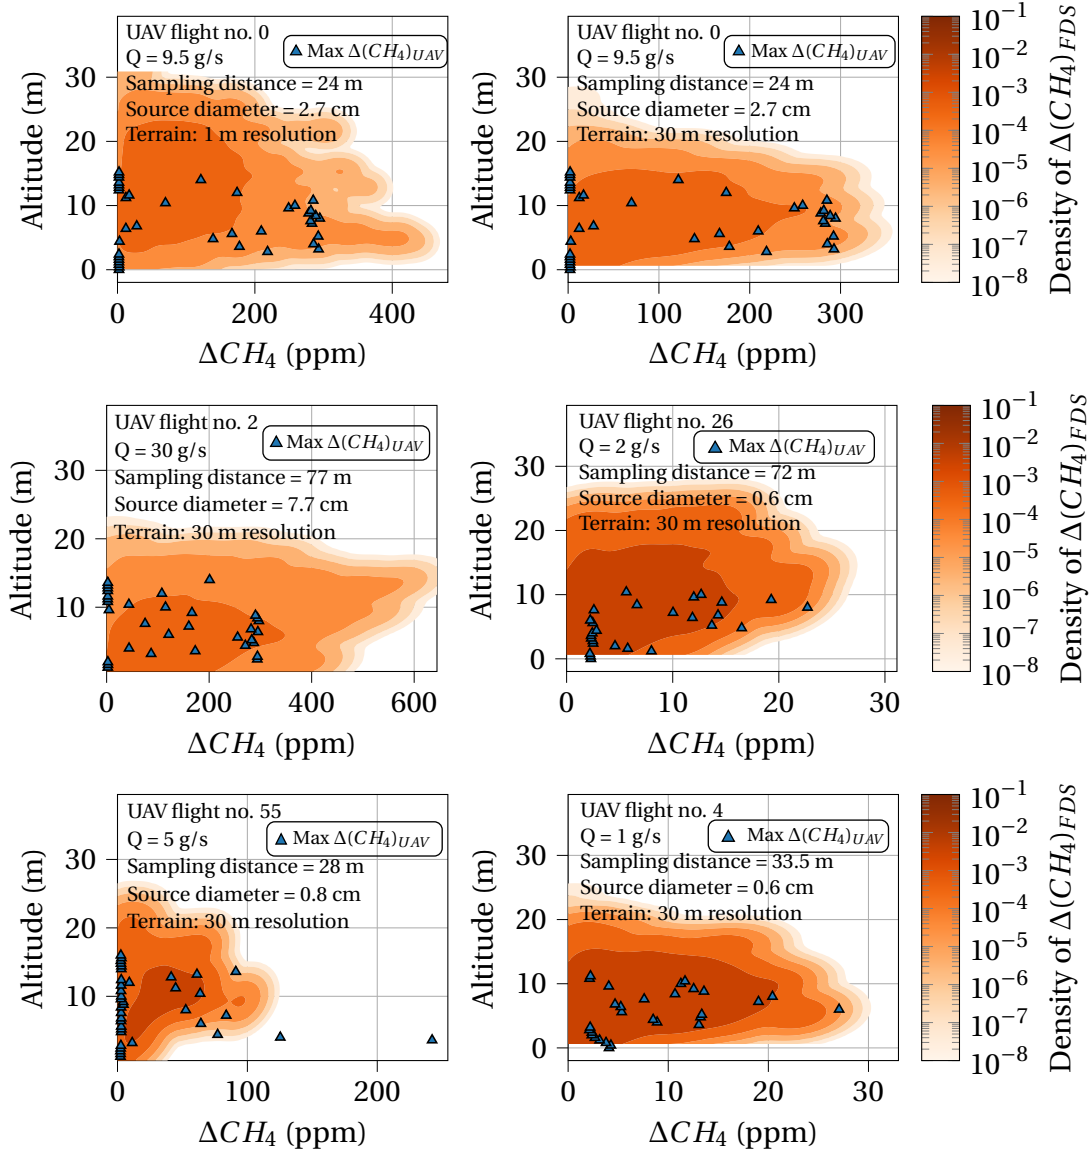 UAV flight no. 0
Q = 9.5 g/s
Sampling distance = 24 m
Source diameter = 2.7 cm
Terrain: 1 m resolution
Max Δ(CH₄)UAV
Altitude (m)
30
20
10
0
0
200
400
ΔCH₄ (ppm)
UAV flight no. 0
Q = 9.5 g/s
Sampling distance = 24 m
Source diameter = 2.7 cm
Terrain: 30 m resolution
Max Δ(CH₄)UAV
30
20
10
0
0
100
200
300
ΔCH₄ (ppm)
10⁻¹
10⁻²
10⁻³
10⁻⁴
10⁻⁵
10⁻⁶
10⁻⁷
10⁻⁸
Density of Δ(CH₄)FDS
UAV flight no. 2
Q = 30 g/s
Sampling distance = 77 m
Source diameter = 7.7 cm
Terrain: 30 m resolution
Max Δ(CH₄)UAV
Altitude (m)
30
20
10
0
200
400
600
ΔCH₄ (ppm)
UAV flight no. 26
Q = 2 g/s
Sampling distance = 72 m
Source diameter = 0.6 cm
Terrain: 30 m resolution
Max Δ(CH₄)UAV
Altitude (m)
30
20
10
0
0
10
20
30
ΔCH₄ (ppm)
10⁻¹
10⁻²
10⁻³
10⁻⁴
10⁻⁵
10⁻⁶
10⁻⁷
10⁻⁸
Density of Δ(CH₄)FDS
UAV flight no. 55
Q = 5 g/s
Sampling distance = 28 m
Source diameter = 0.8 cm
Terrain: 30 m resolution
Max Δ(CH₄)UAV
Altitude (m)
30
20
10
0
100
200
ΔCH₄ (ppm)
UAV flight no. 4
Q = 1 g/s
Sampling distance = 33.5 m
Source diameter = 0.6 cm
Terrain: 30 m resolution
Max Δ(CH₄)UAV
Altitude (m)
30
20
10
0
0
10
20
30
ΔCH₄ (ppm)
10⁻¹
10⁻²
10⁻³
10⁻⁴
10⁻⁵
10⁻⁶
10⁻⁷
10⁻⁸
Density of Δ(CH₄)FDS